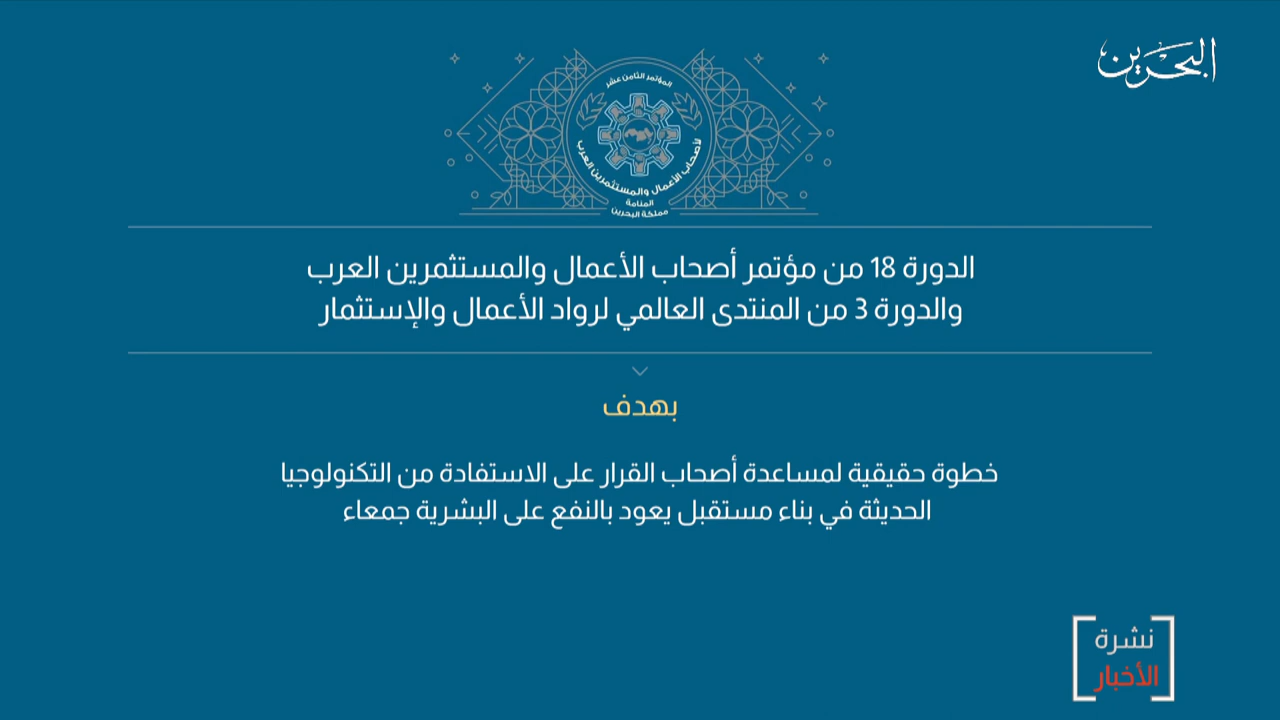 البحرين
المؤتمر الثامن عشر
لأصحاب الأعمال والمستثمرين العرب
المنامة
مملكة البحرين
الدورة 18 من مؤتمر أصحاب الأعمال والمستثمرين العرب
والدورة 3 من المنتدى العالمي لرواد الأعمال والإستثمار
بهدف
خطوة حقيقية لمساعدة أصحاب القرار على الاستفادة من التكنولوجيا
الحديثة في بناء مستقبل يعود بالنفع على البشرية جمعاء
نشرة
الأخبار